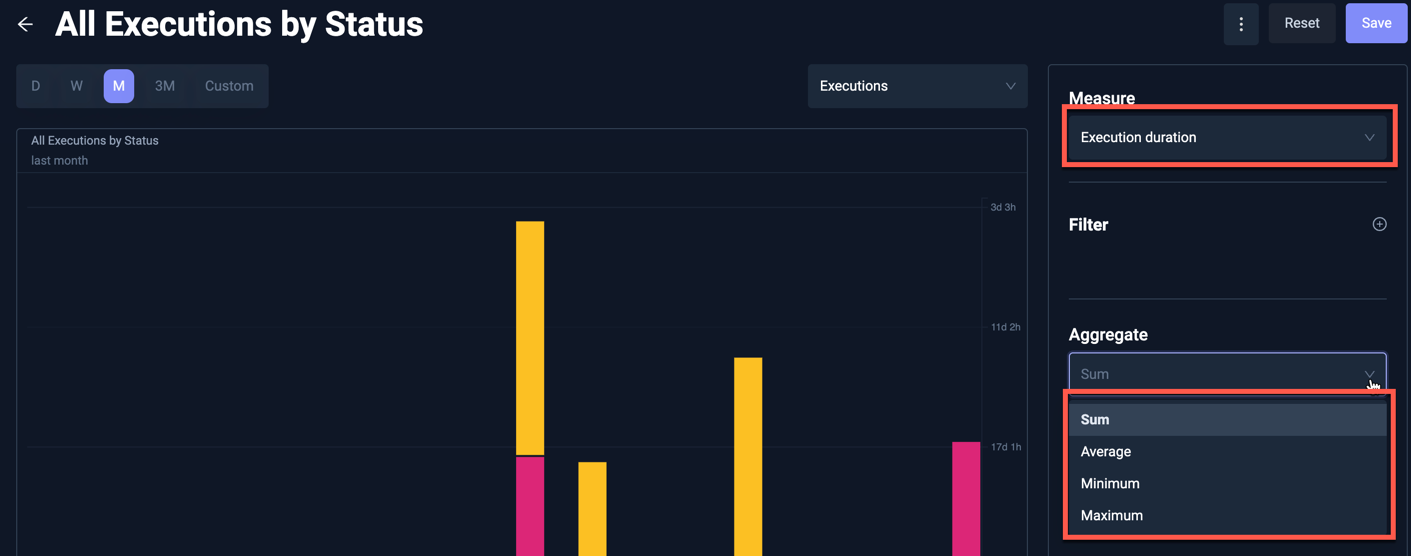 All Executions by Status
Reset
Save
D W M 3M Custom
Executions
All Executions by Status
last month
3d 3h
11d 2h
17d 1h
Measure
Execution duration
Filter
Aggregate
Sum
Sum
Average
Minimum
Maximum